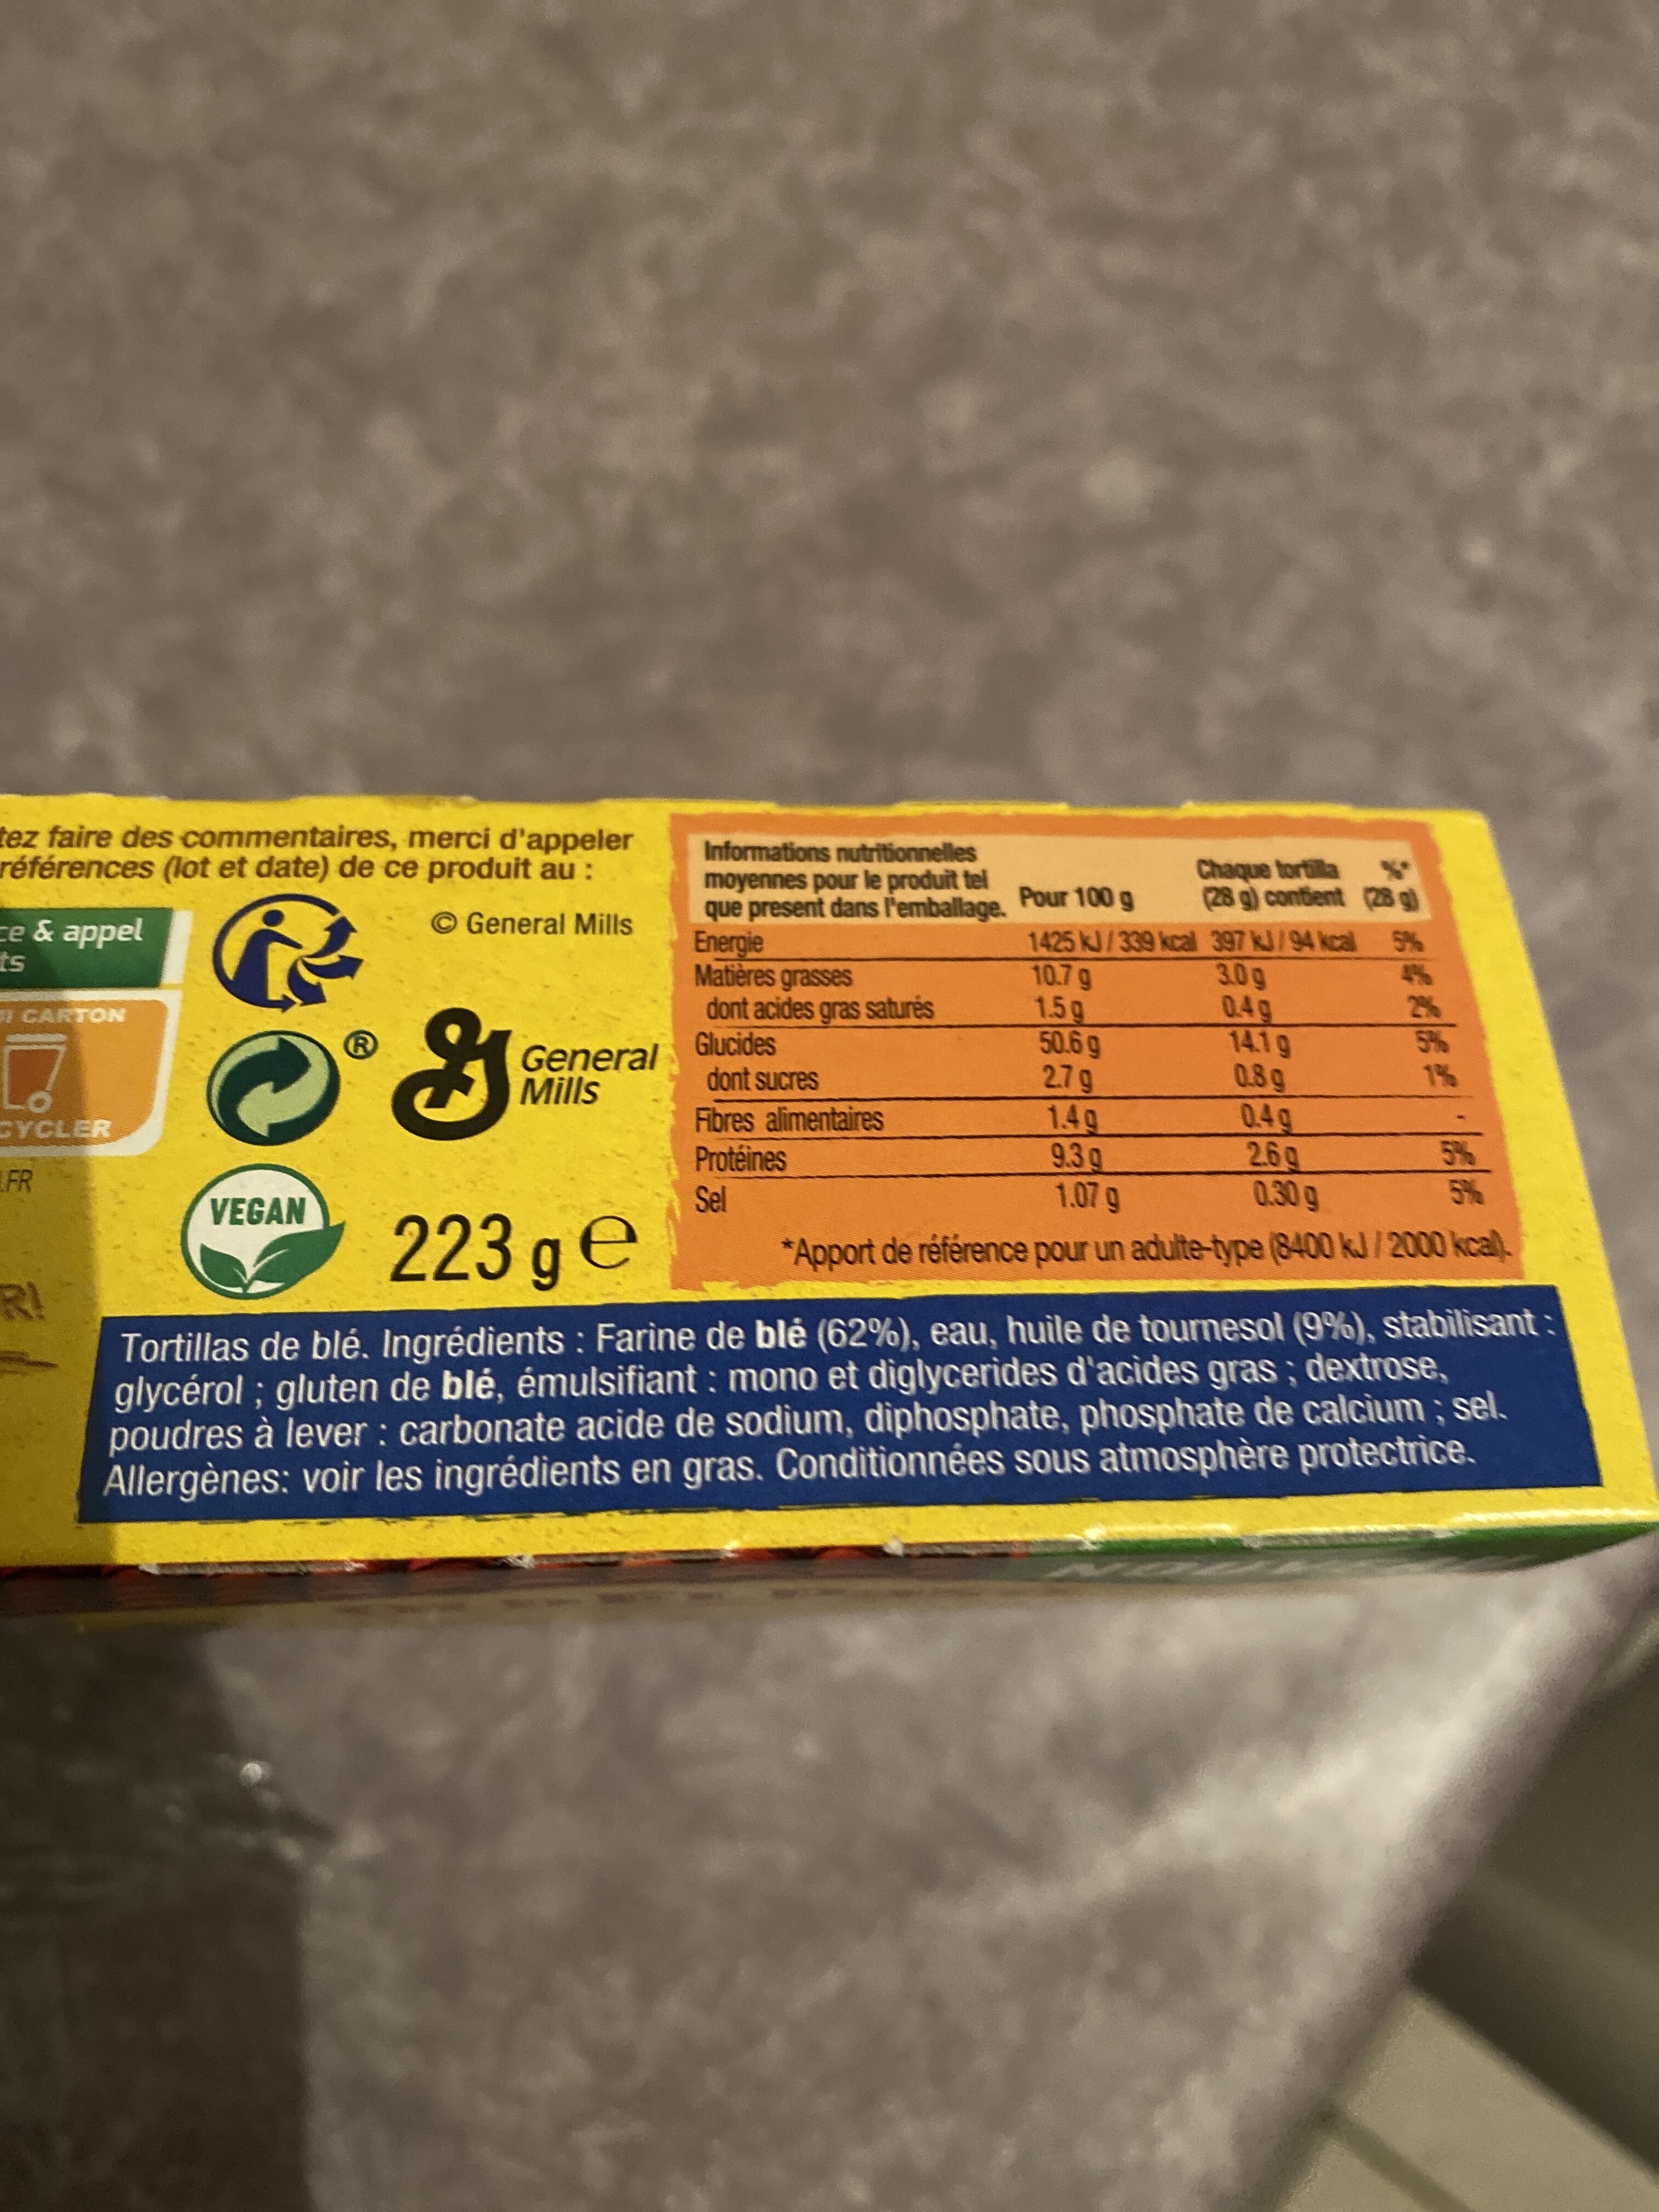 tez faire des commentaires, merci d'appeler
références (lot et date) de ce produit au :
ce & appel
ts
© General Mills
CARTON
CYCLER
.FR
R!
®
General
Mills
VEGAN
223 g e
Informations nutritionnelles
moyennes pour le produit tel
que present dans l'emballage. Pour 100 g Chaque tortilla (28 g) contient %* (28 g)
Energie 1425 kJ / 339 kcal 397 kJ / 94 kcal 5%
Matières grasses 10.7 g 3.0 g 4%
dont acides gras saturés 1.5 g 0.4 g 2%
Glucides 50.6 g 14.1 g 5%
dont sucres 2.7 g 0.8 g 1%
Fibres alimentaires 1.4 g 0.4 g -
Protéines 9.3 g 2.6 g 5%
Sel 1.07 g 0.30 g 5%
*Apport de référence pour un adulte-type (8400 kJ / 2000 kcal).
Tortillas de blé. Ingrédients : Farine de blé (62%), eau, huile de tournesol (9%), stabilisant :
glycérol ; gluten de blé, émulsifiant : mono et diglycerides d'acides gras ; dextrose,
poudres à lever : carbonate acide de sodium, diphosphate, phosphate de calcium ; sel.
Allergènes: voir les ingrédients en gras. Conditionnées sous atmosphère protectrice.